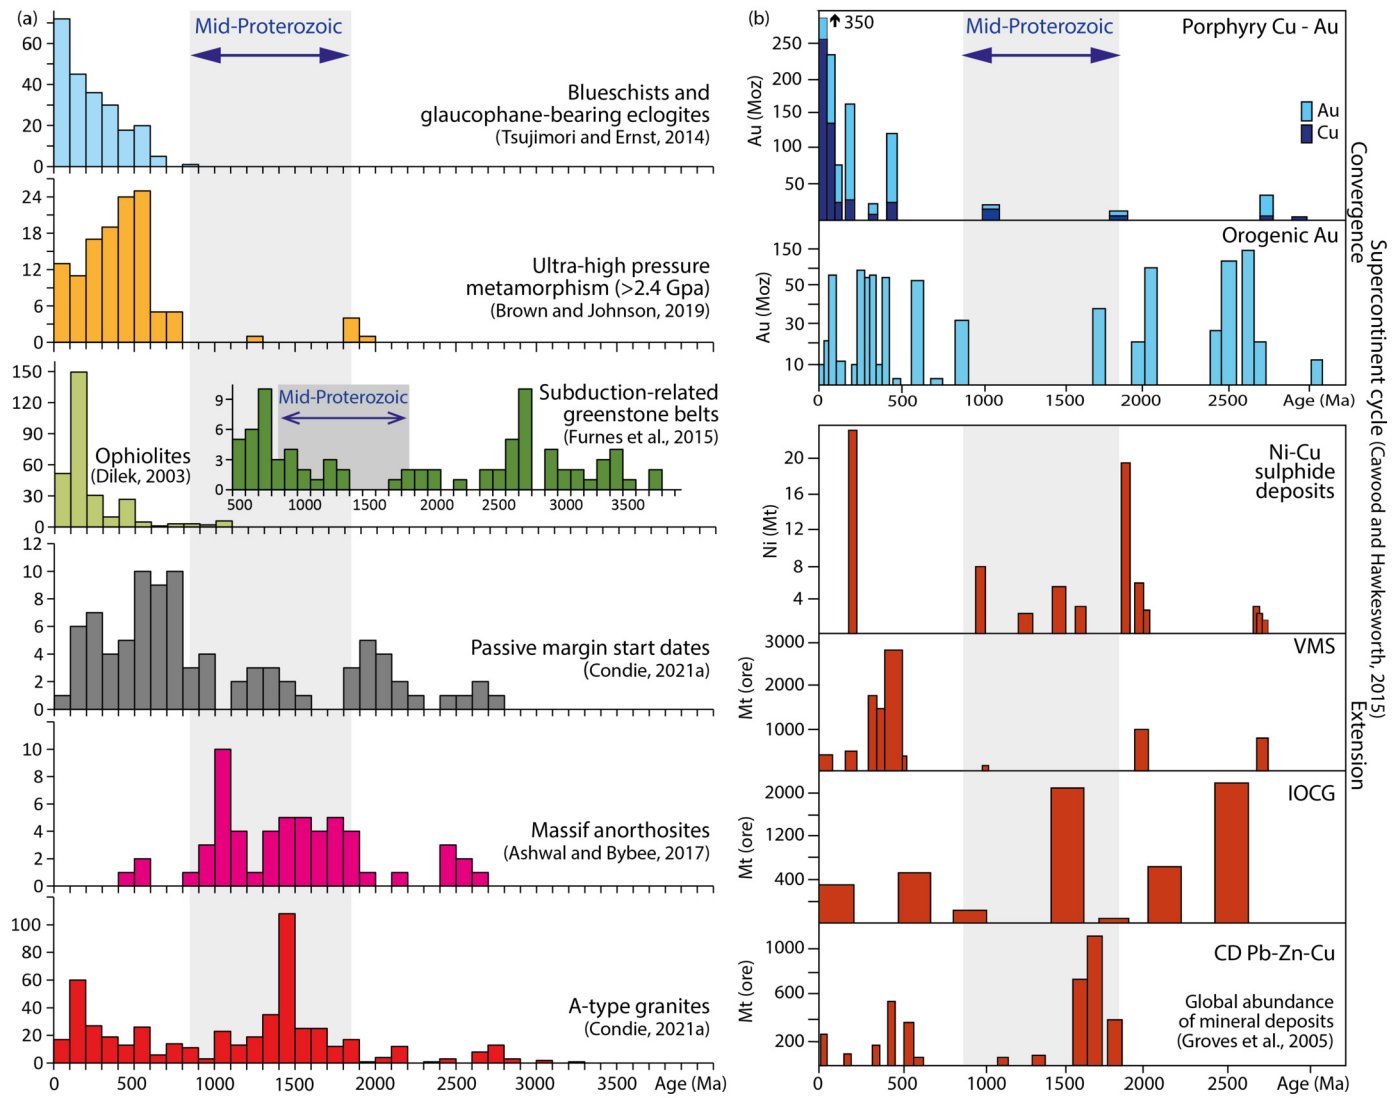 (a)
Mid-Proterozoic
60
40
20
0
Blueschists and
glaucophane-bearing eclogites
(Tsujimori and Ernst, 2014)
24
18
12
6
0
Ultra-high pressure
metamorphism (>2.4 Gpa)
(Brown and Johnson, 2019)
150
120
90
60
30
0
Ophiolites
(Dilek, 2003)
9
6
3
0
Mid-Proterozoic
Subduction-related
greenstone belts
(Furnes et al., 2015)
500 1000 1500 2000 2500 3000 3500
12
10
8
6
4
2
0
Passive margin start dates
(Condie, 2021a)
10
8
6
4
2
0
Massif anorthosites
(Ashwal and Bybee, 2017)
100
80
60
40
20
0
A-type granites
(Condie, 2021a)
0 500 1000 1500 2000 2500 3000 3500 Age (Ma)
(b)
350
Mid-Proterozoic
Porphyry Cu - Au
Au
Cu
Au (Moz)
250
200
150
100
50
Orogenic Au
Au (Moz)
150
50
30
10
0 500 1000 1500 2000 2500 Age (Ma)
Ni-Cu
sulphide
deposits
Ni (Mt)
20
16
12
8
4
VMS
Mt (ore)
3000
2000
1000
IOCG
Mt (ore)
2000
1200
400
CD Pb-Zn-Cu
Global abundance
of mineral deposits
(Groves et al., 2005)
Mt (ore)
1000
600
200
0 500 1000 1500 2000 2500 Age (Ma)
Convergence
Extension
Supercontinent cycle (Cawood and Hawkesworth, 2015)